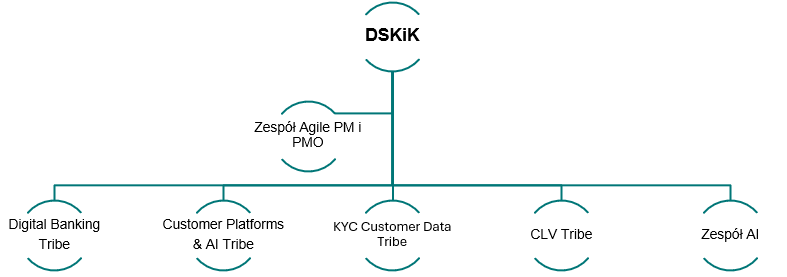 DSKiK
Zespół Agile PM i
PMO
Digital Banking
Tribe
Customer Platforms
& AI Tribe
KYC Customer Data
Tribe
CLV Tribe
Zespół AI